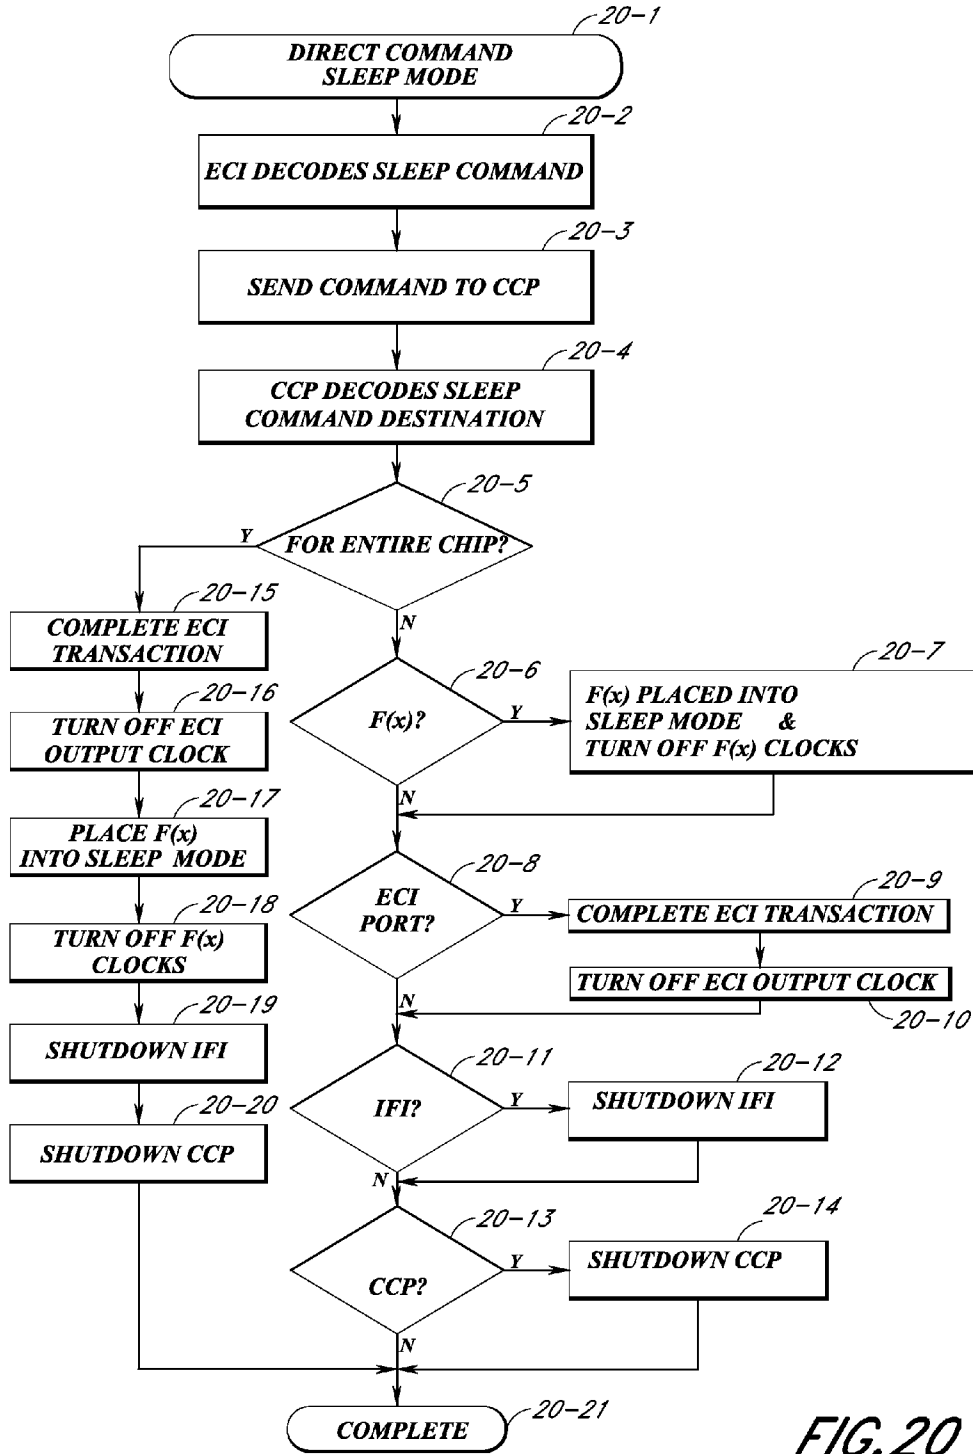 20-1
DIRECT COMMAND
SLEEP MODE
20-2
ECI DECODES SLEEP COMMAND
20-3
SEND COMMAND TO CCP
20-4
CCP DECODES SLEEP
COMMAND DESTINATION
20-5
FOR ENTIRE CHIP?
Y
N
20-15
COMPLETE ECI
TRANSACTION
20-16
TURN OFF ECI
OUTPUT CLOCK
20-17
PLACE F(x)
INTO SLEEP MODE
20-18
TURN OFF F(x)
CLOCKS
20-19
SHUTDOWN IFI
20-20
SHUTDOWN CCP
20-6
F(x)?
Y
N
20-7
F(x) PLACED INTO
SLEEP MODE &
TURN OFF F(x) CLOCKS
20-8
ECI
PORT?
Y
N
20-9
COMPLETE ECI TRANSACTION
TURN OFF ECI OUTPUT CLOCK
20-10
20-11
IFI?
Y
N
20-12
SHUTDOWN IFI
20-13
CCP?
Y
N
20-14
SHUTDOWN CCP
COMPLETE
20-21
FIG.20